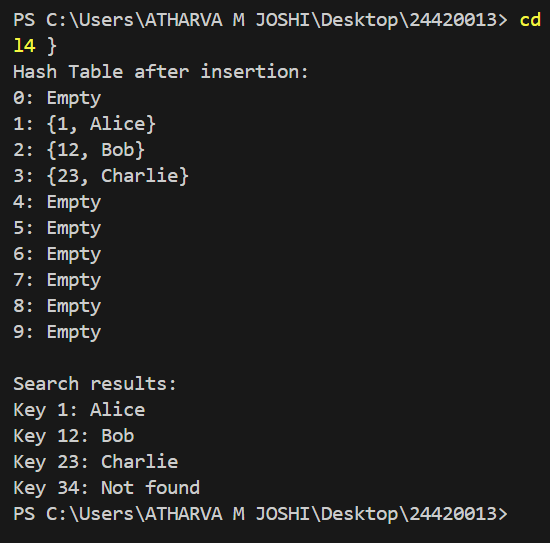 PS C:\Users\ATHARVA M JOSHI\Desktop\24420013> cd
l4 }
Hash Table after insertion:
0: Empty
1: {1, Alice}
2: {12, Bob}
3: {23, Charlie}
4: Empty
5: Empty
6: Empty
7: Empty
8: Empty
9: Empty

Search results:
Key 1: Alice
Key 12: Bob
Key 23: Charlie
Key 34: Not found
PS C:\Users\ATHARVA M JOSHI\Desktop\24420013>